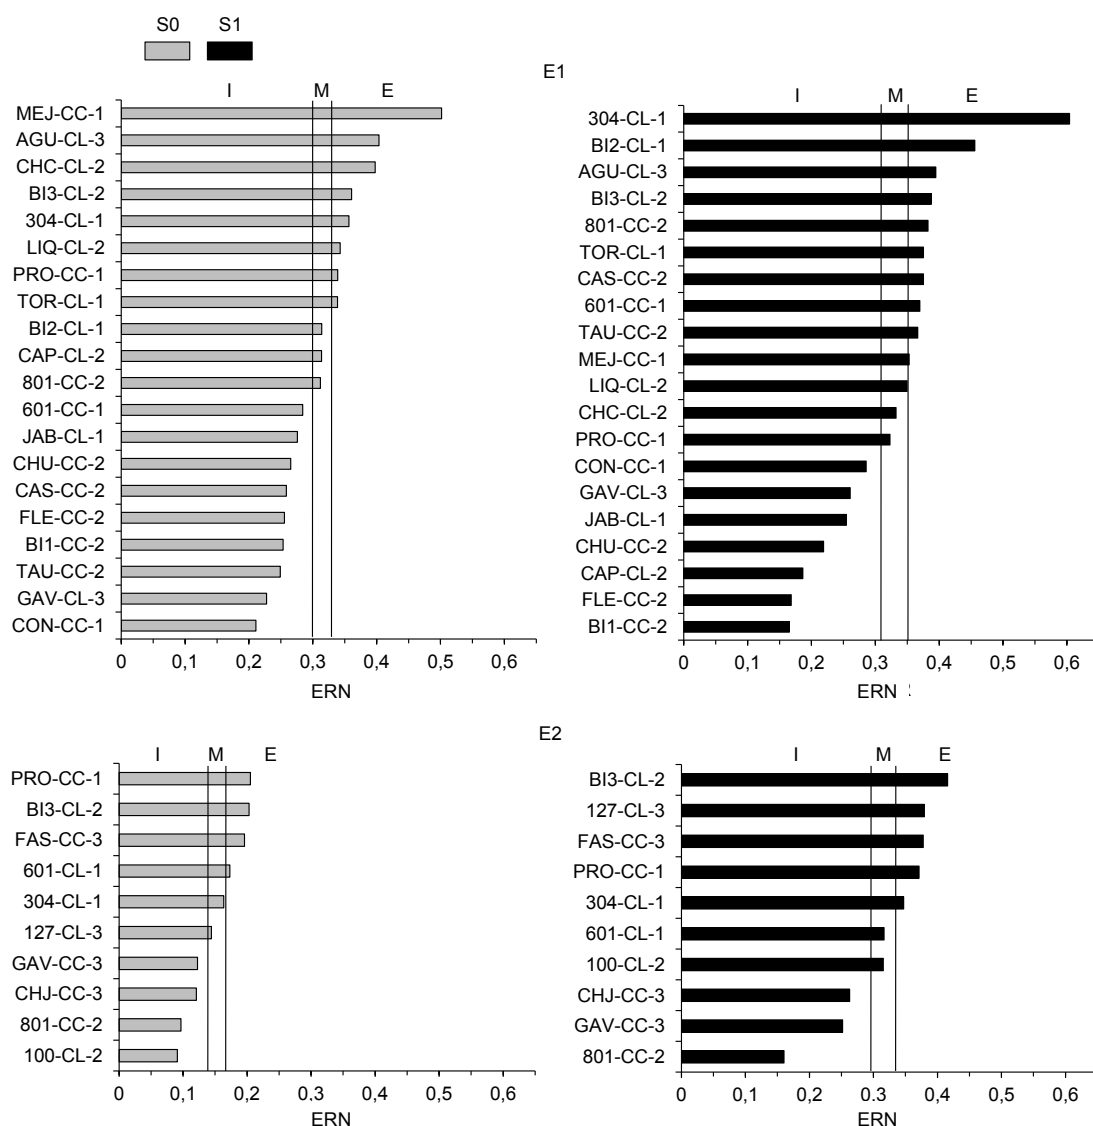 S0 S1
E1
I M E
MEJ-CC-1
AGU-CL-3
CHC-CL-2
BI3-CL-2
304-CL-1
LIQ-CL-2
PRO-CC-1
TOR-CL-1
BI2-CL-1
CAP-CL-2
801-CC-2
601-CC-1
JAB-CL-1
CHU-CC-2
CAS-CC-2
FLE-CC-2
BI1-CC-2
TAU-CC-2
GAV-CL-3
CON-CC-1
0 0,1 0,2 0,3 0,4 0,5 0,6
ERN
I M E
304-CL-1
BI2-CL-1
AGU-CL-3
BI3-CL-2
801-CC-2
TOR-CL-1
CAS-CC-2
601-CC-1
TAU-CC-2
MEJ-CC-1
LIQ-CL-2
CHC-CL-2
PRO-CC-1
CON-CC-1
GAV-CL-3
JAB-CL-1
CHU-CC-2
CAP-CL-2
FLE-CC-2
BI1-CC-2
0 0,1 0,2 0,3 0,4 0,5 0,6
ERN
E2
I M E
PRO-CC-1
BI3-CL-2
FAS-CC-3
601-CL-1
304-CL-1
127-CL-3
GAV-CC-3
CHJ-CC-3
801-CC-2
100-CL-2
0 0,1 0,2 0,3 0,4 0,5 0,6
ERN
I M E
BI3-CL-2
127-CL-3
FAS-CC-3
PRO-CC-1
304-CL-1
601-CL-1
100-CL-2
CHJ-CC-3
GAV-CC-3
801-CC-2
0 0,1 0,2 0,3 0,4 0,5 0,6
ERN